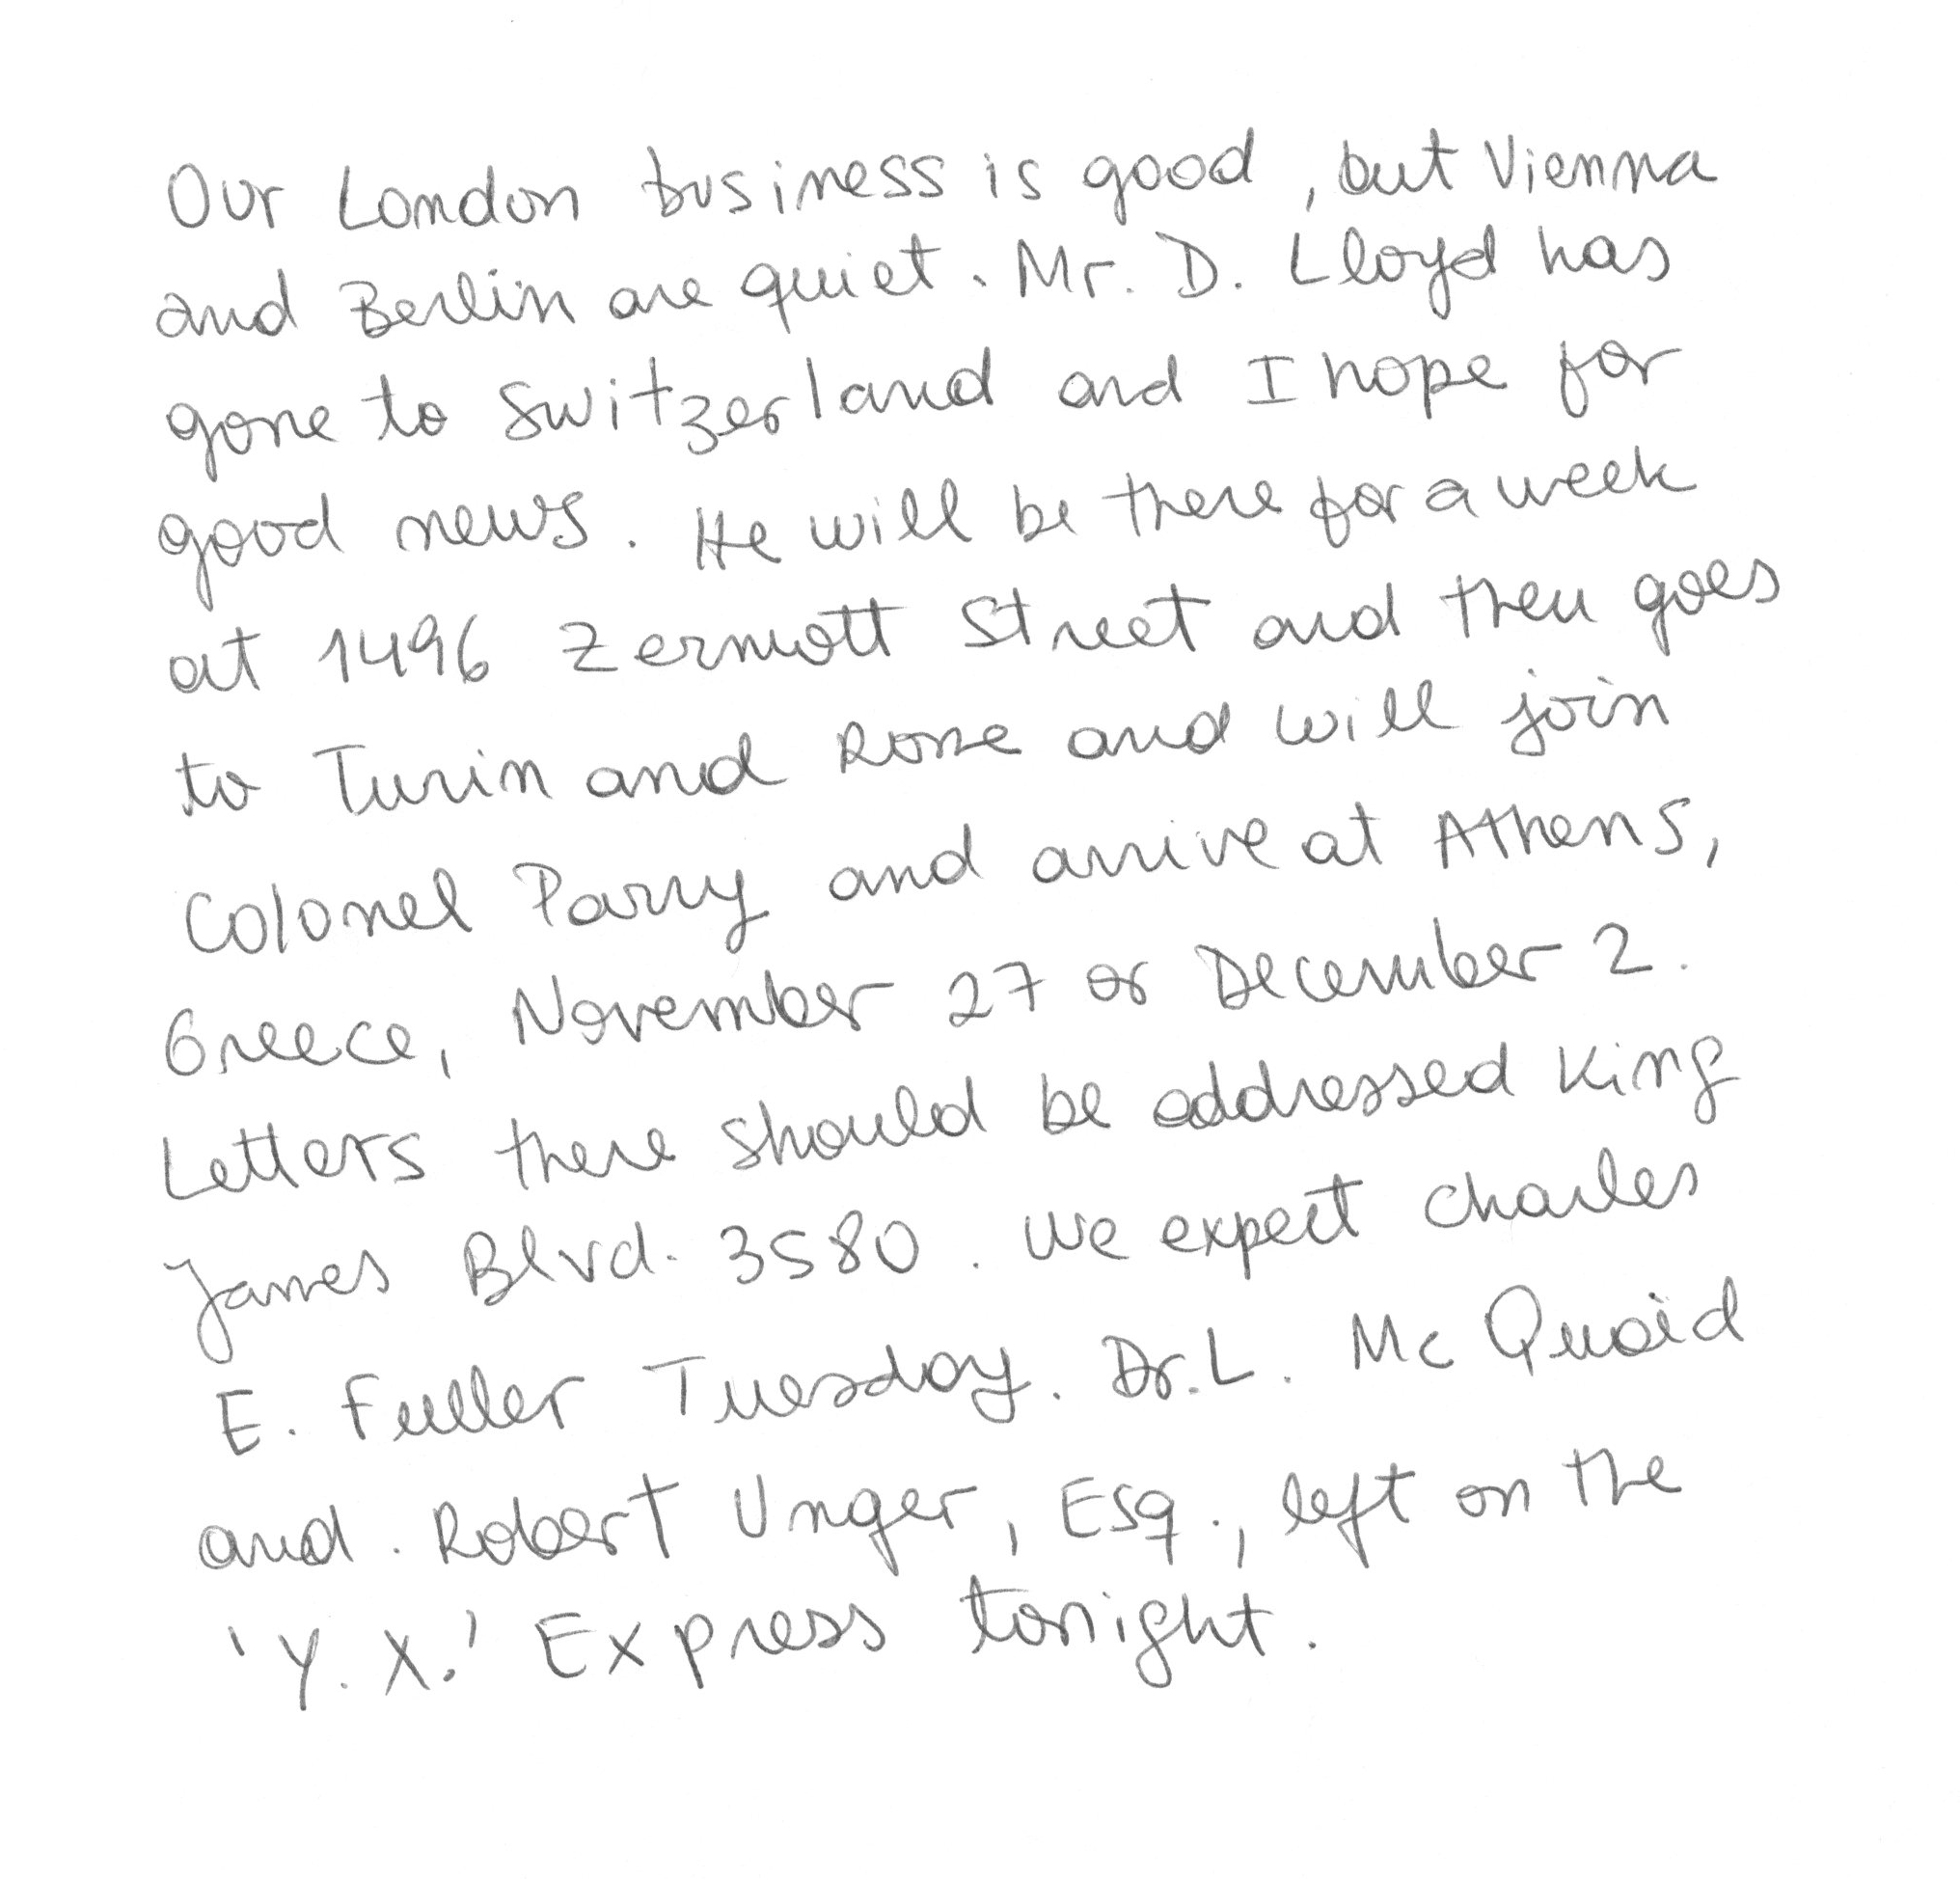 Our London business is good, but Vienna
and Berlin are quiet. Mr. D. Lloyd has
gone to Switzerland and I hope for
good news. He will be there for a week
at 1496 Zermott Street and then goes
to Turin and Rome and will join
Colonel Parry and arrive at Athens,
Greece, November 27 or December 2.
Letters there should be addressed King
James Blvd. 3580. We expect Charles
E. Fuller Tuesday. Dr. L. Mc Quaid
and. Robert Unger, Esq., left on the
'Y. X.' Express tonight.